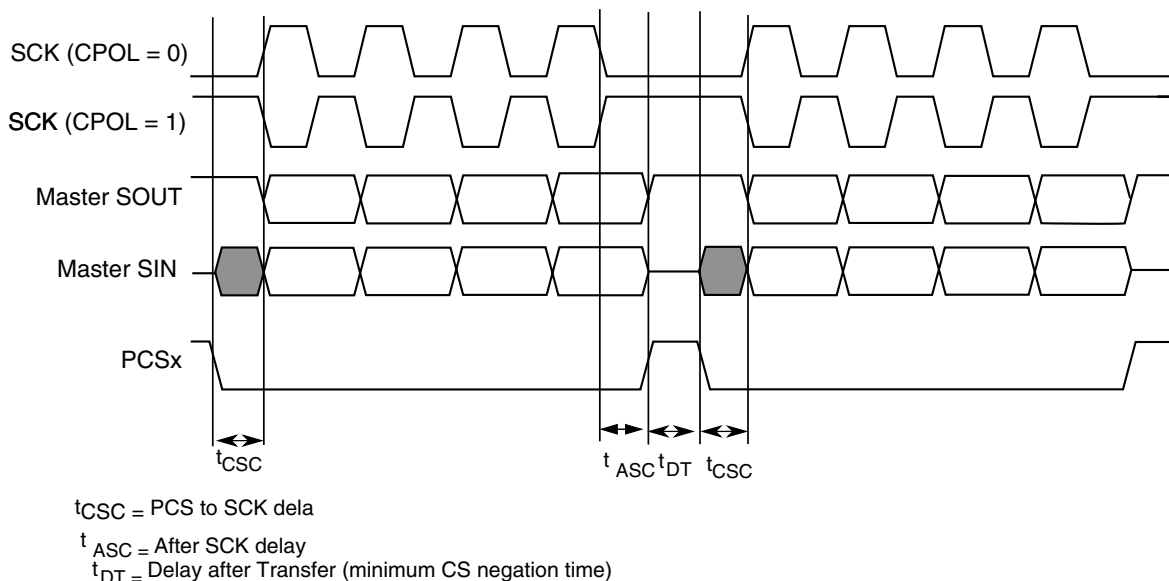 SCK (CPOL = 0)
SCK (CPOL = 1)
Master SOUT
Master SIN
PCSx
tCSC
t ASC
tDT
tCSC
tCSC = PCS to SCK dela
t ASC = After SCK delay
tDT = Delay after Transfer (minimum CS negation time)